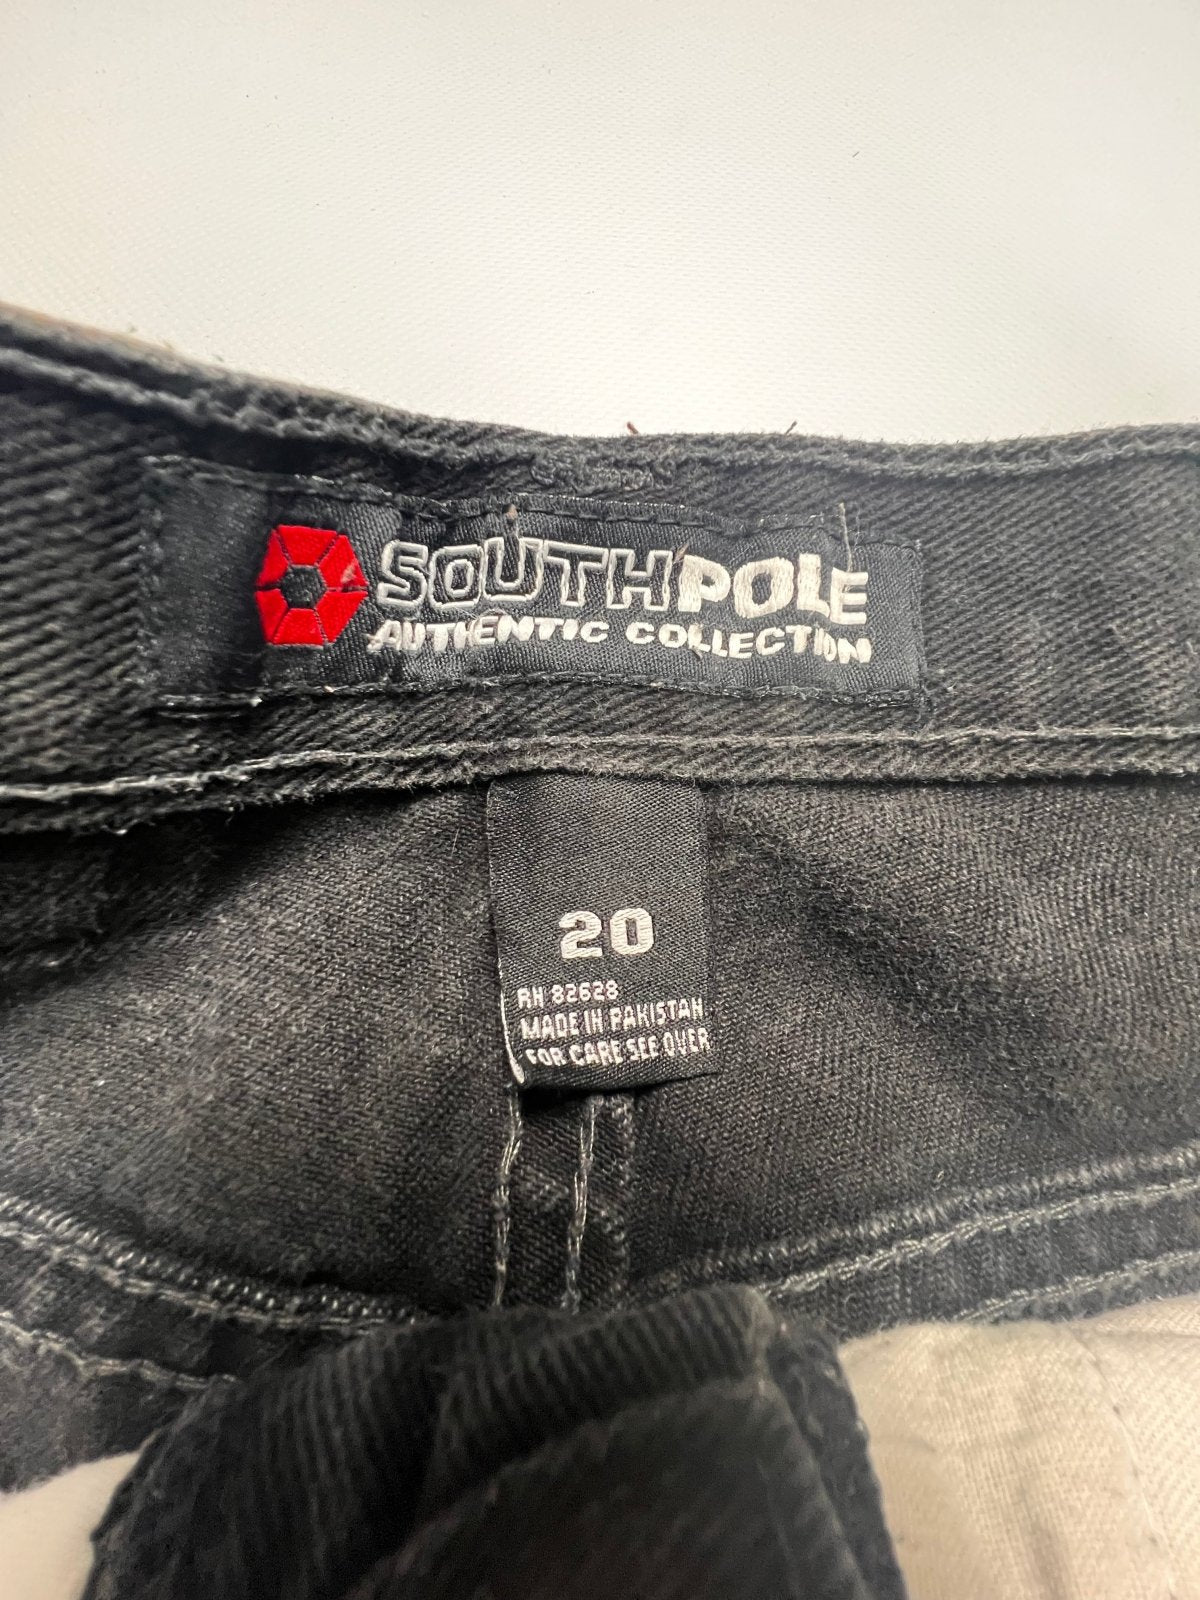 SOUTHPOLE
AUTHENTIC COLLECTION
20
RN 82628
MADE IN PAKISTAN
FOR CARE SEE OVER